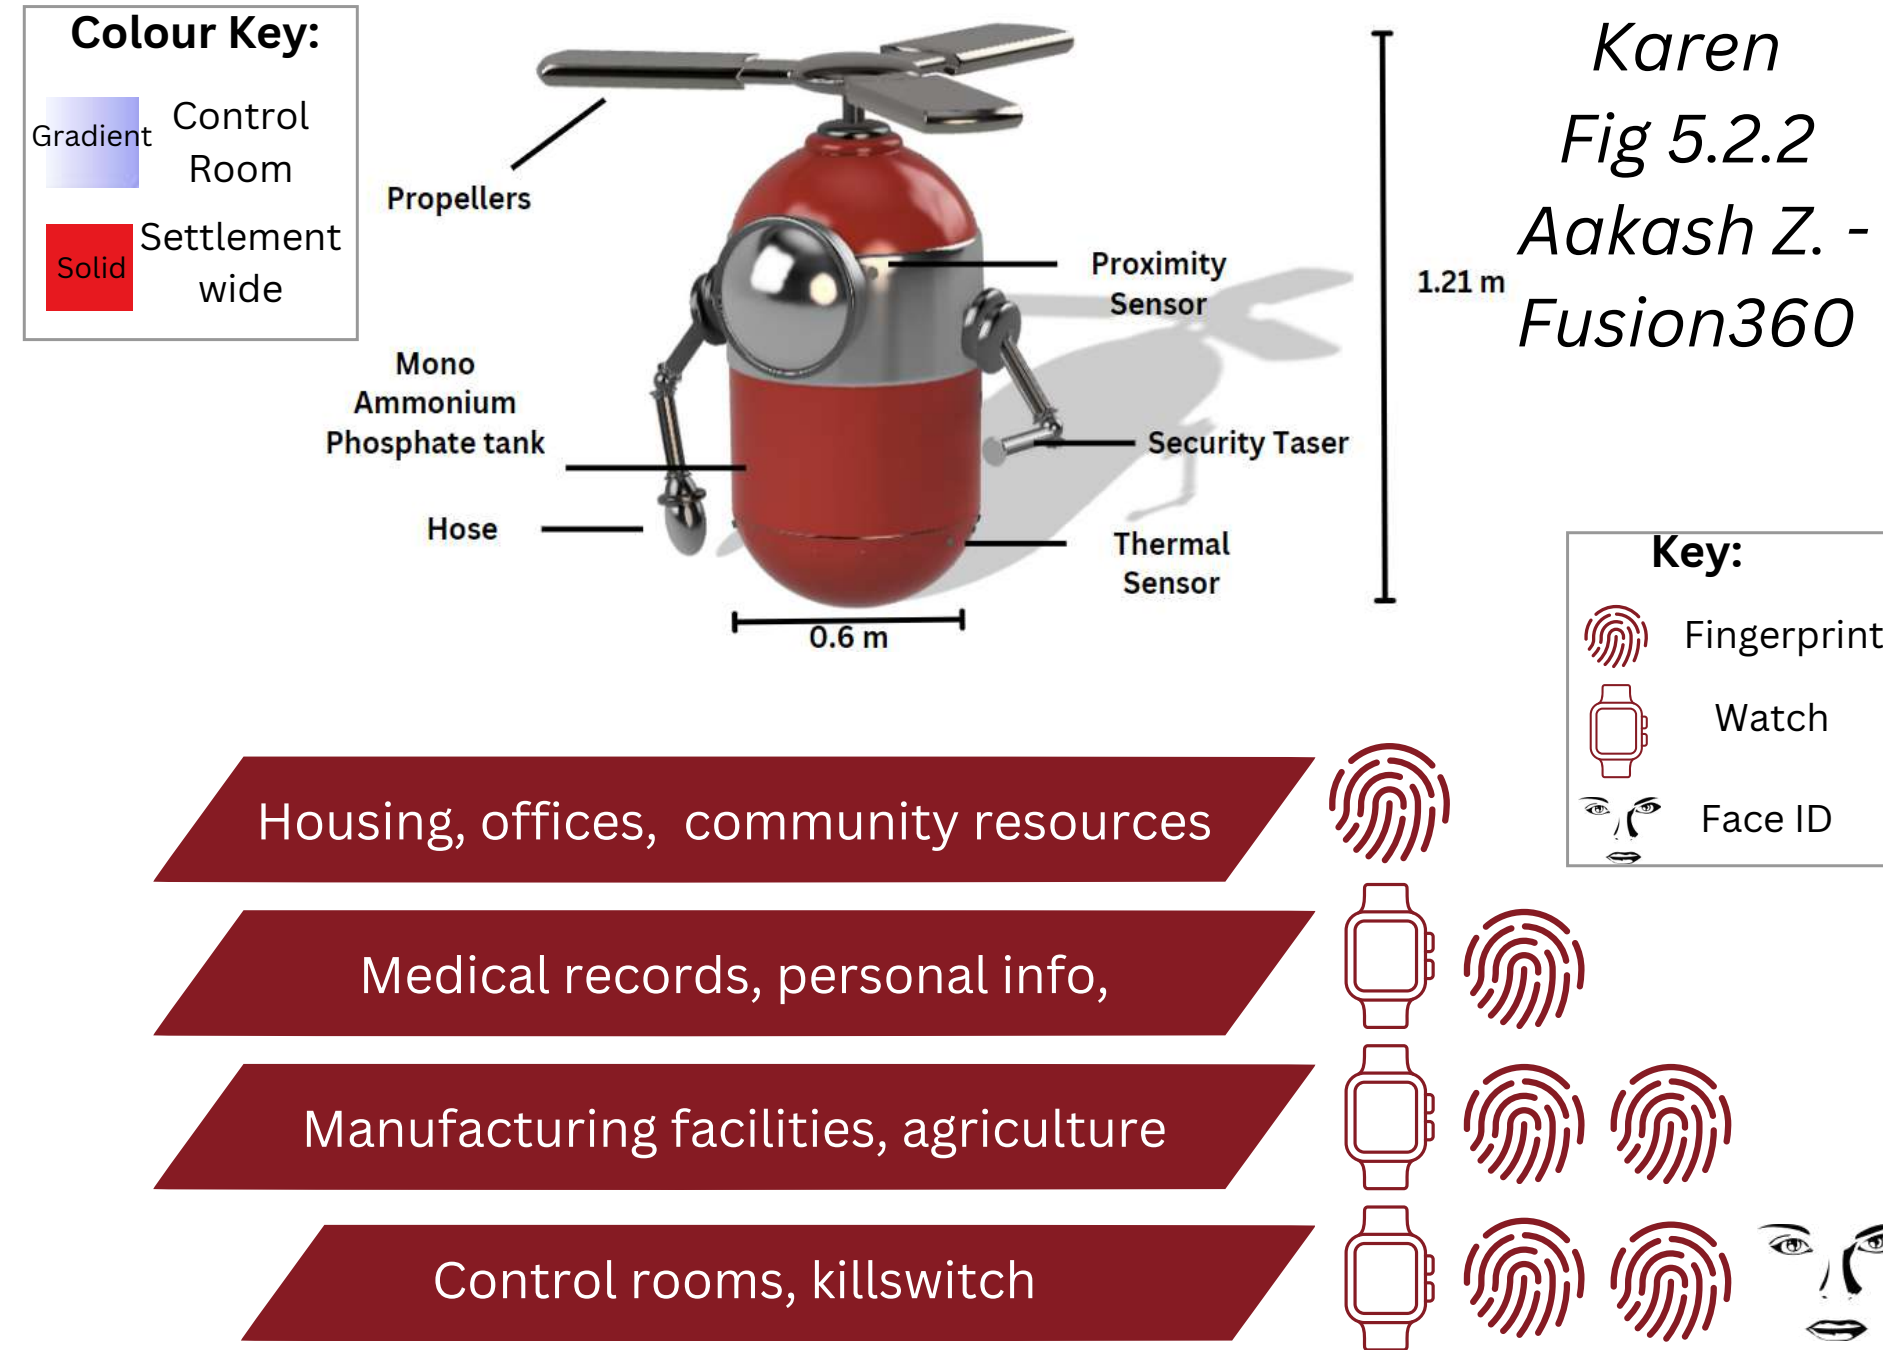 Colour Key:
Gradient
Control
Room
Solid
Settlement
wide
Propellers
Mono
Ammonium
Phosphate tank
Hose
Proximity
Sensor
Security Taser
Thermal
Sensor
0.6 m
1.21 m
Karen
Fig 5.2.2
Aakash Z. -
Fusion360
Key:
Fingerprint
Watch
Face ID
Housing, offices,  community resources
Medical records, personal info,
Manufacturing facilities, agriculture
Control rooms, killswitch